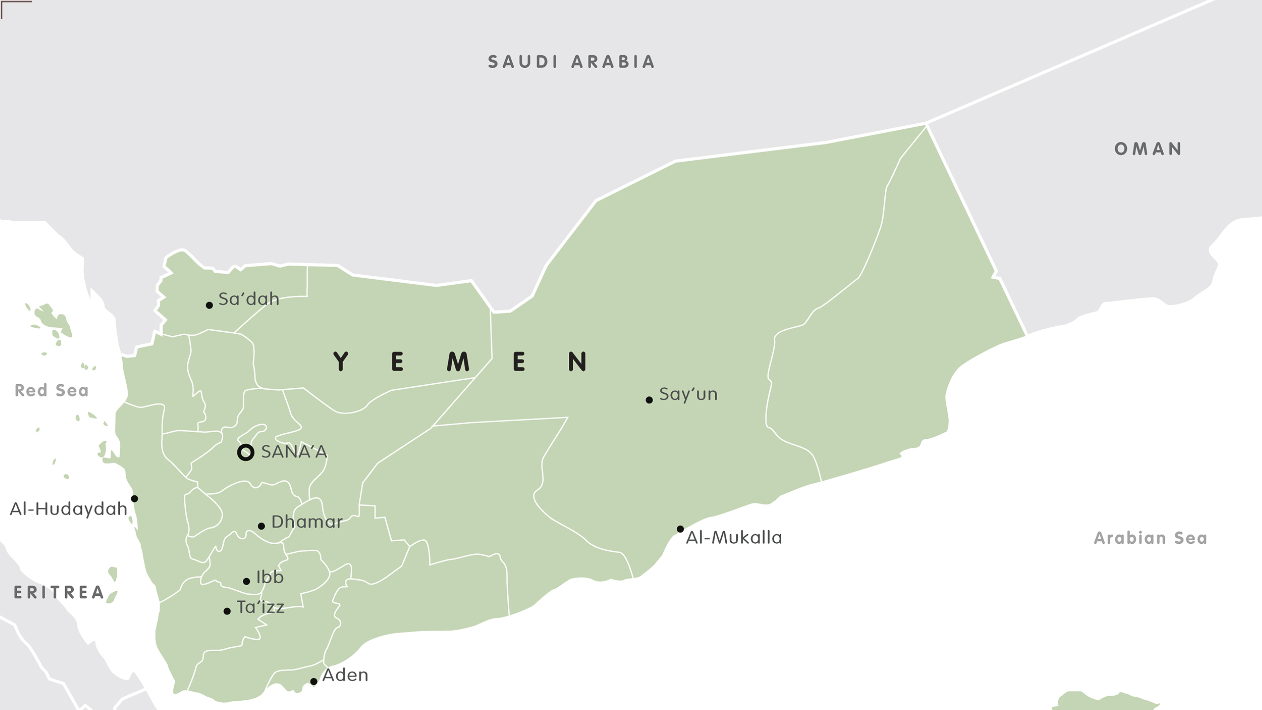 SAUDI ARABIA
OMAN
Sa’dah
YEMEN
Red Sea
Say’un
SANA’A
Al-Hudaydah
Dhamar
Al-Mukalla
Arabian Sea
Ibb
ERITREA
Ta’izz
Aden